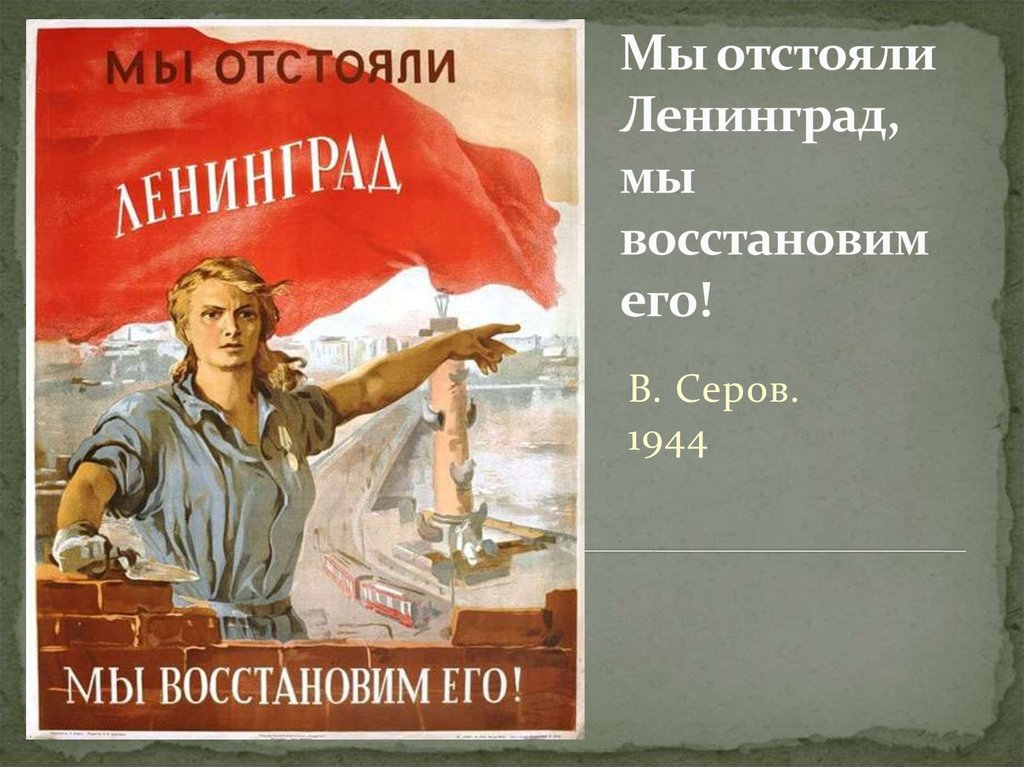 МЫ ОТСТОЯЛИ
ЛЕНИНГРАД
МЫ ВОССТАНОВИМ ЕГО!
Мы отстояли
Ленинград,
мы
восстановим
его!
В. Серов.
1944